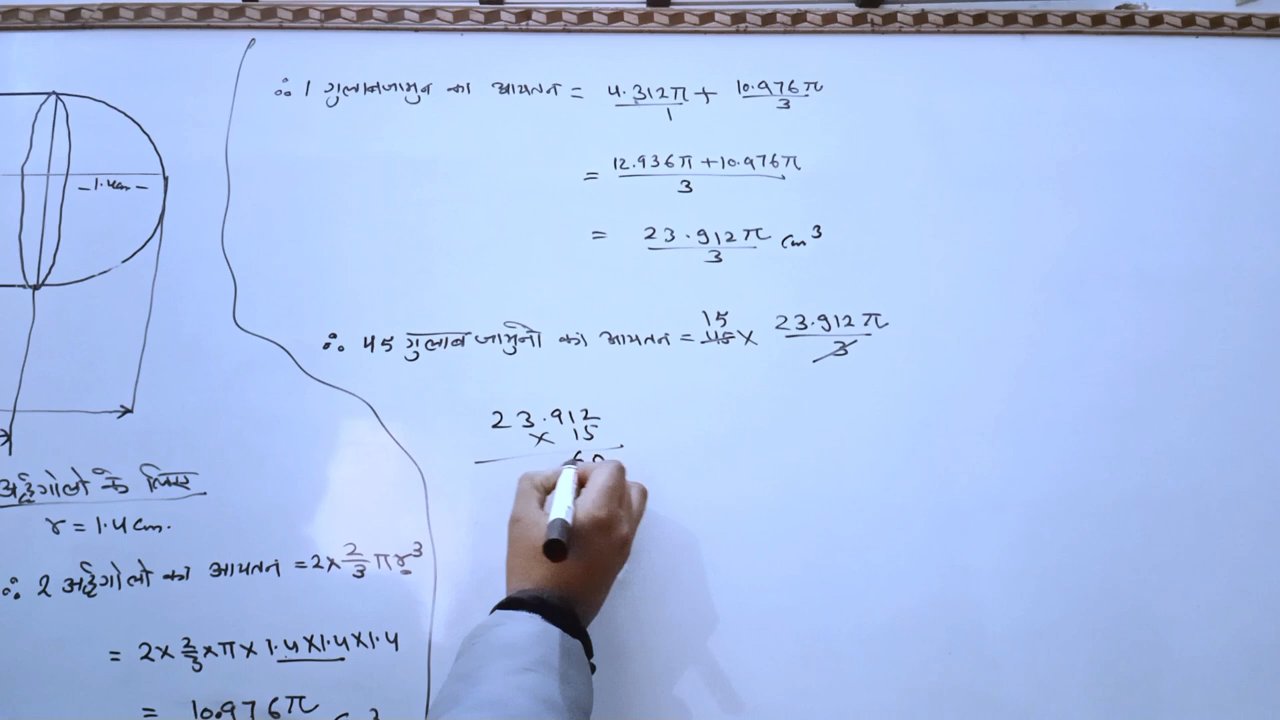 1.4cm
अर्द्धगोलो के लिए
r = 1.4 cm.
∴ 2 अर्द्धगोलो का आयतन = 2 × 2/3 π r³
= 2 × 2/3 × π × 1.4 × 1.4 × 1.4
= 10.976π cm³
∴ 1 गुलाबजामुन का आयतन = 4.312π/1 + 10.976π/3
= 12.936π + 10.976π / 3
= 23.912π/3 cm³
∴ 45 गुलाब जामुनो का आयतन = 45 15 × 23.912π/3
23.912
× 15
60